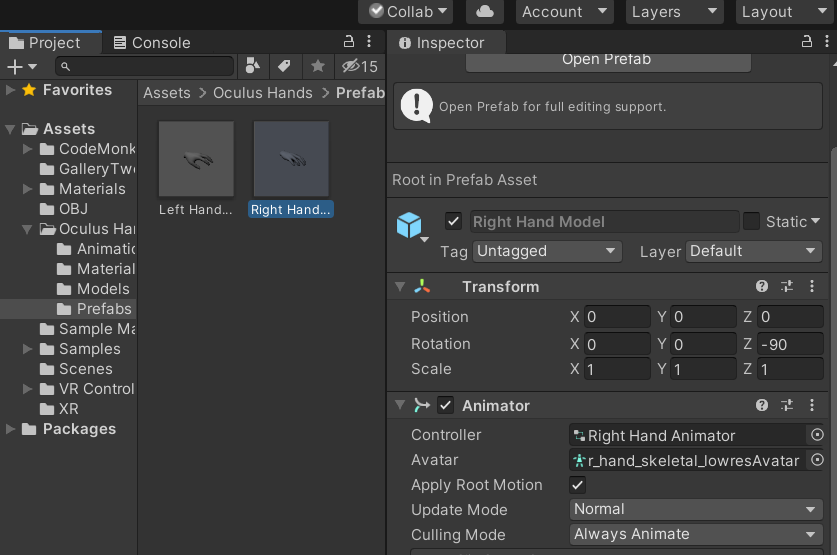 Collab
Account
Layers
Layout
Project
Console
15
Favorites
Assets
CodeMonk
GalleryTwe
Materials
OBJ
Oculus Han
Animatio
Material
Models
Prefabs
Sample Ma
Samples
Scenes
VR Control
XR
Packages
Assets > Oculus Hands > Prefab
Left Hand...
Right Hand...
Inspector
Open Prefab
Open Prefab for full editing support.
Root in Prefab Asset
Right Hand Model
Static
Tag Untagged Layer Default
Transform
Position X 0 Y 0 Z 0
Rotation X 0 Y 0 Z -90
Scale X 1 Y 1 Z 1
Animator
Controller Right Hand Animator
Avatar r_hand_skeletal_lowresAvatar
Apply Root Motion
Update Mode Normal
Culling Mode Always Animate